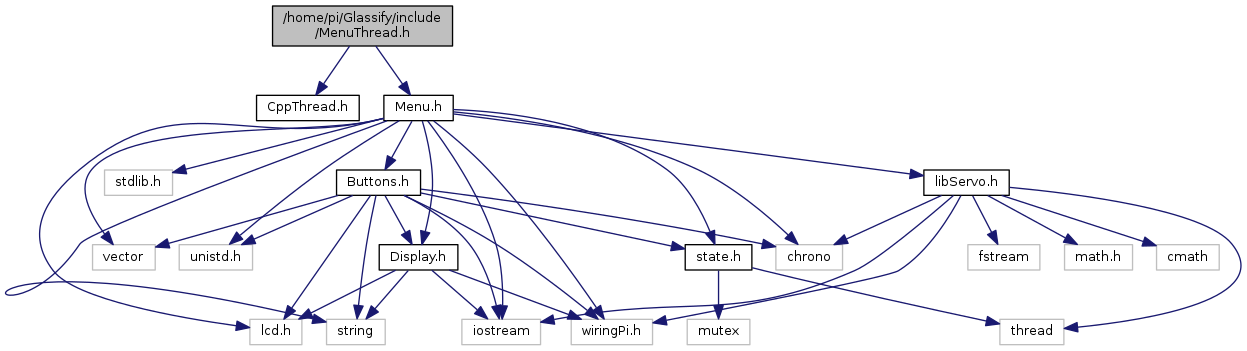 /home/pi/Glassify/include
/MenuThread.h
CppThread.h
Menu.h
stdlib.h
Buttons.h
libServo.h
vector
unistd.h
Display.h
state.h
chrono
fstream
math.h
cmath
lcd.h
string
iostream
wiringPi.h
mutex
thread